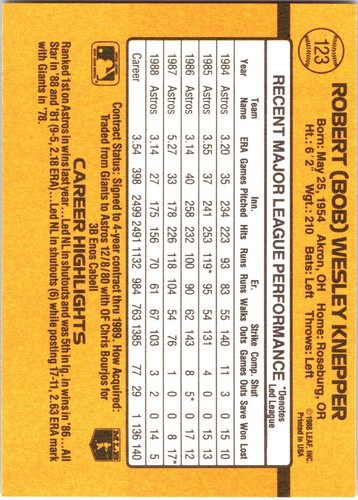 123
ROBERT (BOB) WESLEY KNEPPER
Born: May 25, 1954 Akron, OH Home: Roseburg, OR
Ht.: 6'2" Wgt.: 210 Bats: Left Throws: Left
©1988 LEAF, INC.
Printed in USA
RECENT MAJOR LEAGUE PERFORMANCE
*Denotes
Led League
Team Inn. Er. Strike Comp. Shut
Year Name ERA Games Pitched Hits Runs Runs Walks Outs Games Outs Save Won Lost
1984 Astros 3.20 35 234 223 93 83 55 140 11 3 0 15 10
1985 Astros 3.55 37 241 253 119* 95 54 131 4 0 0 15 13
1986 Astros 3.14 40 258 232 100 90 62 143 8 5* 0 17 12
1987 Astros 5.27 33 178 226 118 104 54 76 1 0 0 8 17*
1988 Astros 3.14 27 175 156 70 61 67 103 3 2 0 14 5
Career 3.54 398 2499 2491 1132 984 763 1385 77 29 1 136 140
Contract Status: Signed to 4-year contract thru 1989. How Acquired:
Traded from Giants to Astros 12/8/80 with OF Chris Bourjos for
3B Enos Cabell
CAREER HIGHLIGHTS
Ranked 1st on Astros in wins last year...Led NL in shutouts and was 5th in lg. in wins in '86...All
Star in '88 and '81 (9-5, 2.18 ERA)...Led NL in shutouts (6) while posting 17-11, 2.63 ERA mark
with Giants in '78.